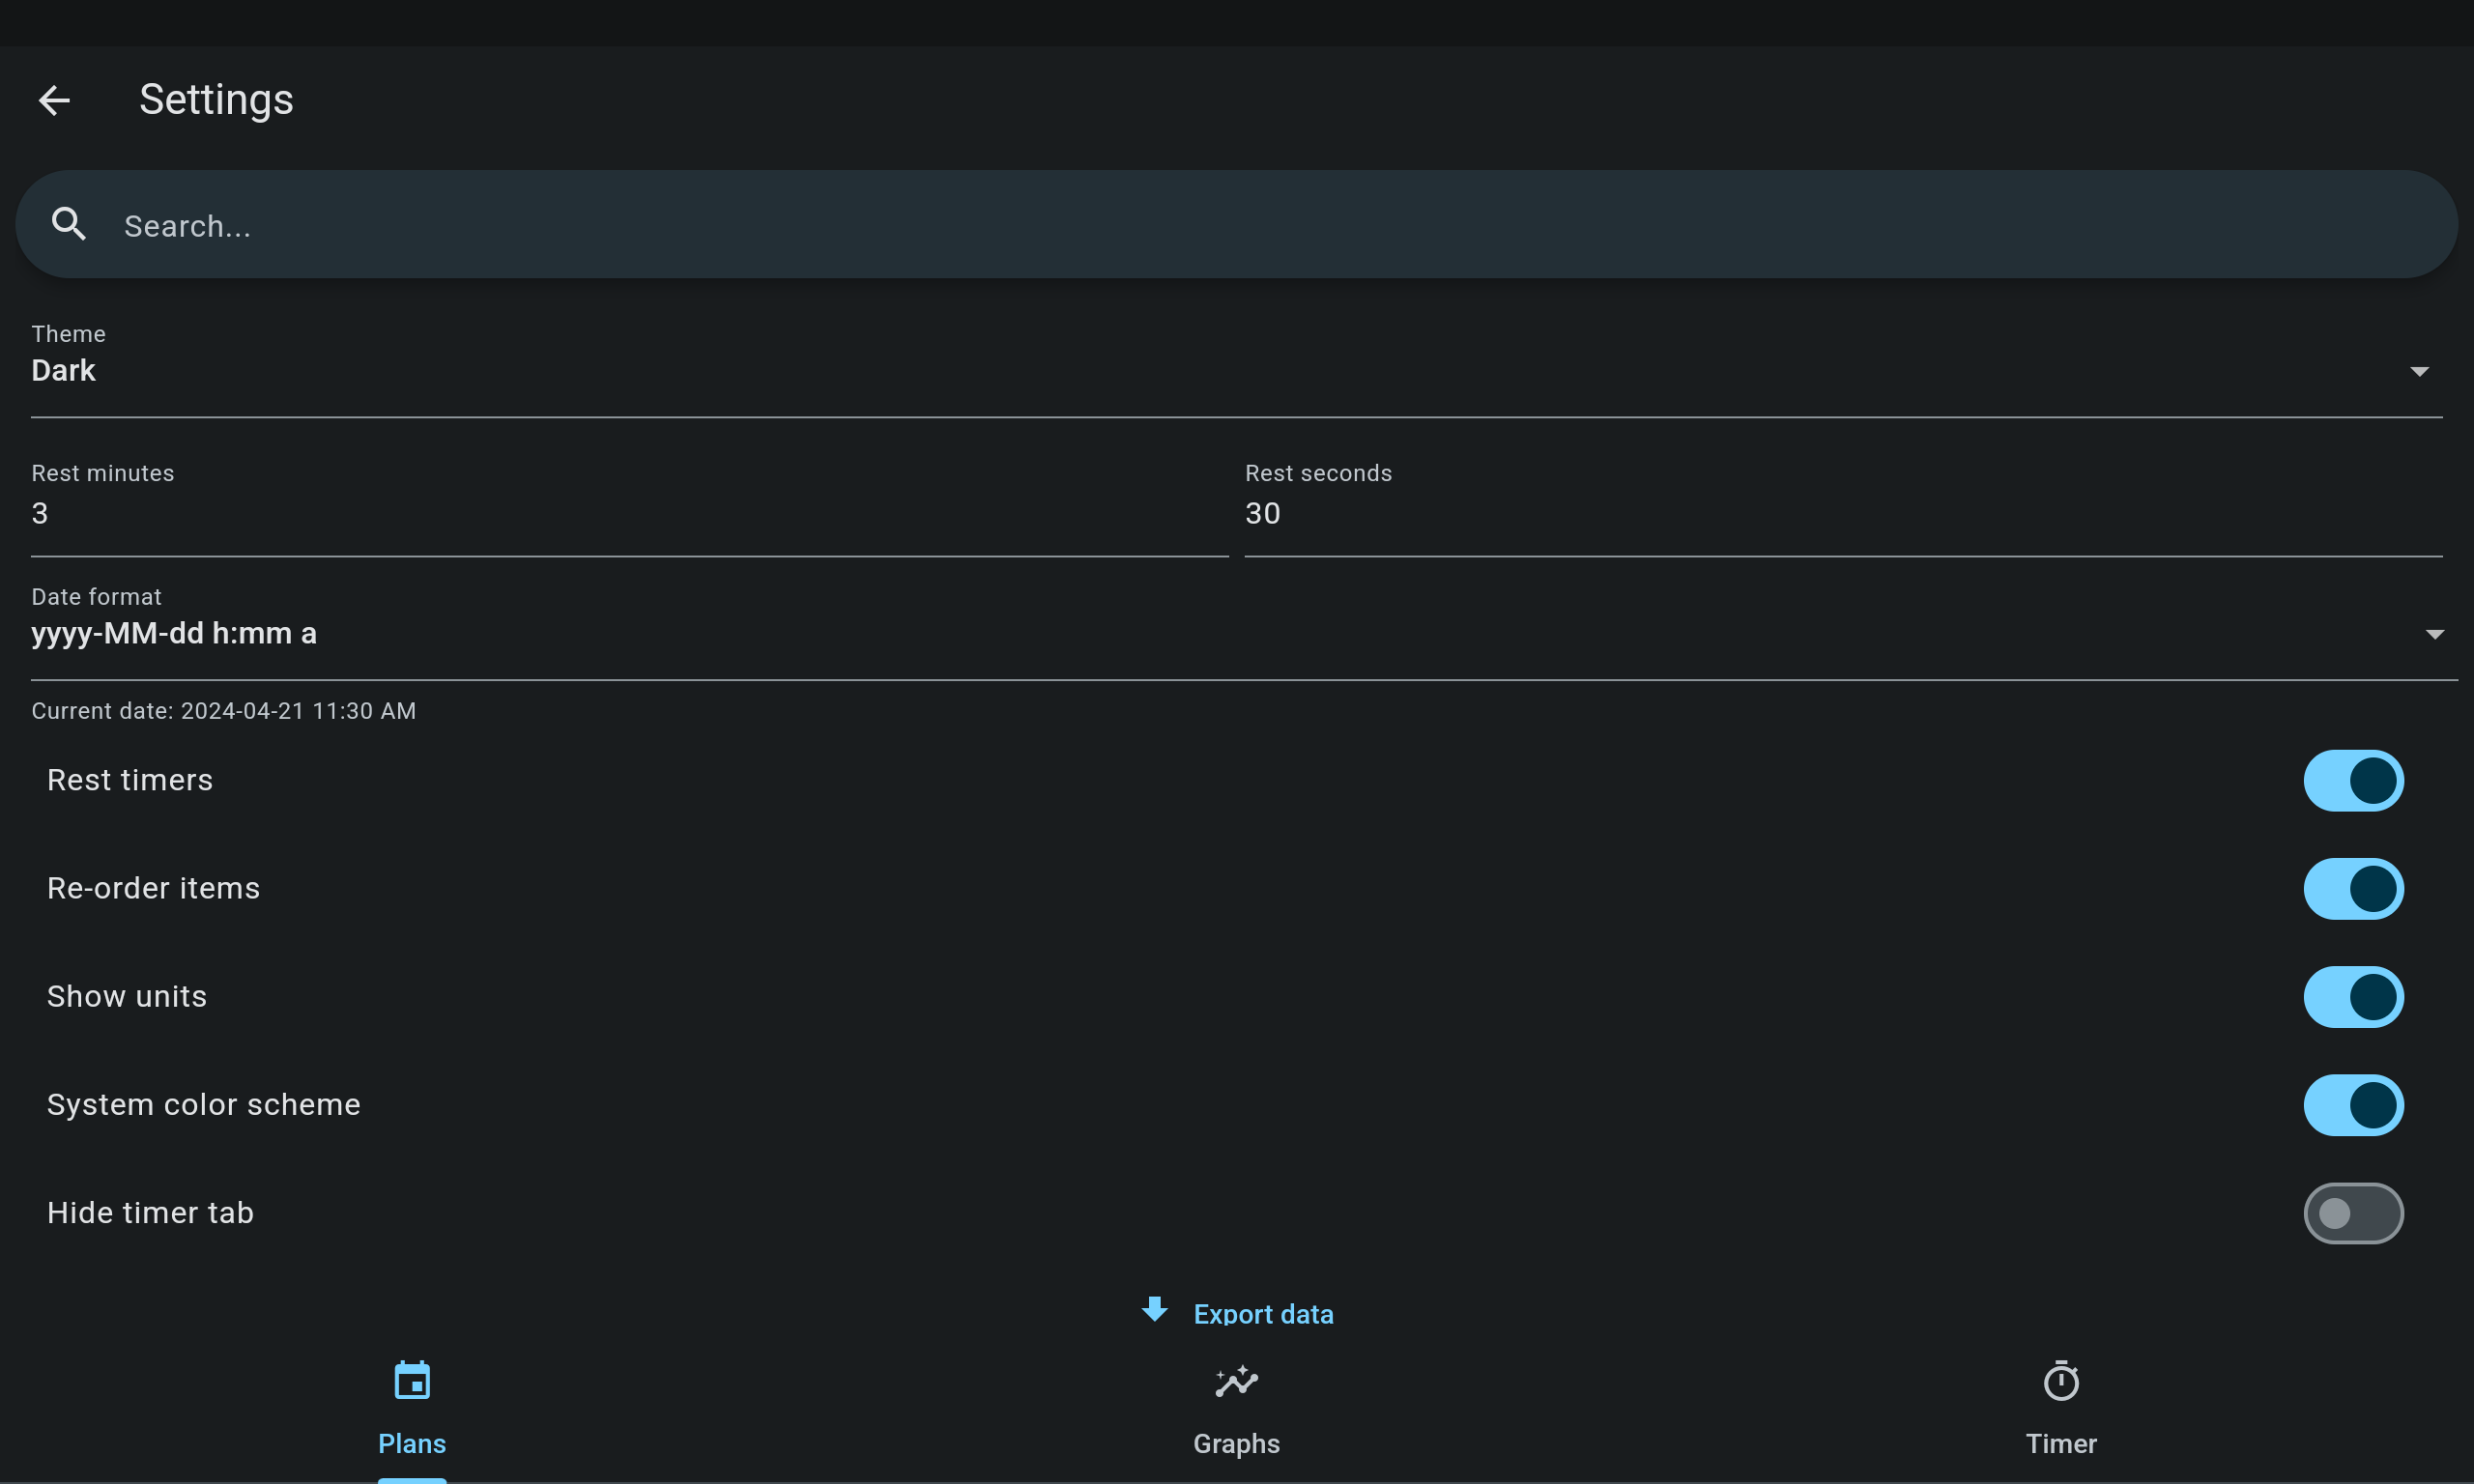 Settings
Search...
Theme
Dark
Rest minutes
Rest seconds
3
30
Date format
yyyy-MM-dd h:mm a
Current date: 2024-04-21 11:30 AM
Rest timers
Re-order items
Show units
System color scheme
Hide timer tab
Export data
Plans
Graphs
Timer